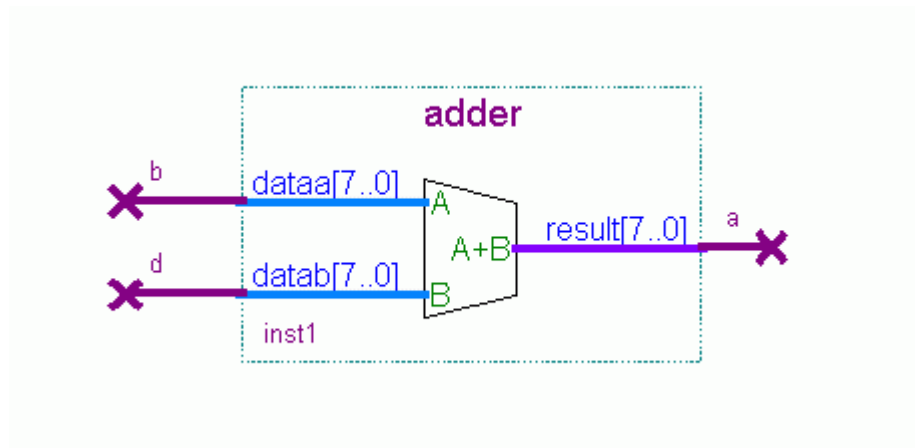 adder
b
dataa[7..0]
A
a
result[7..0]
A+B
d
datab[7..0]
B
inst1